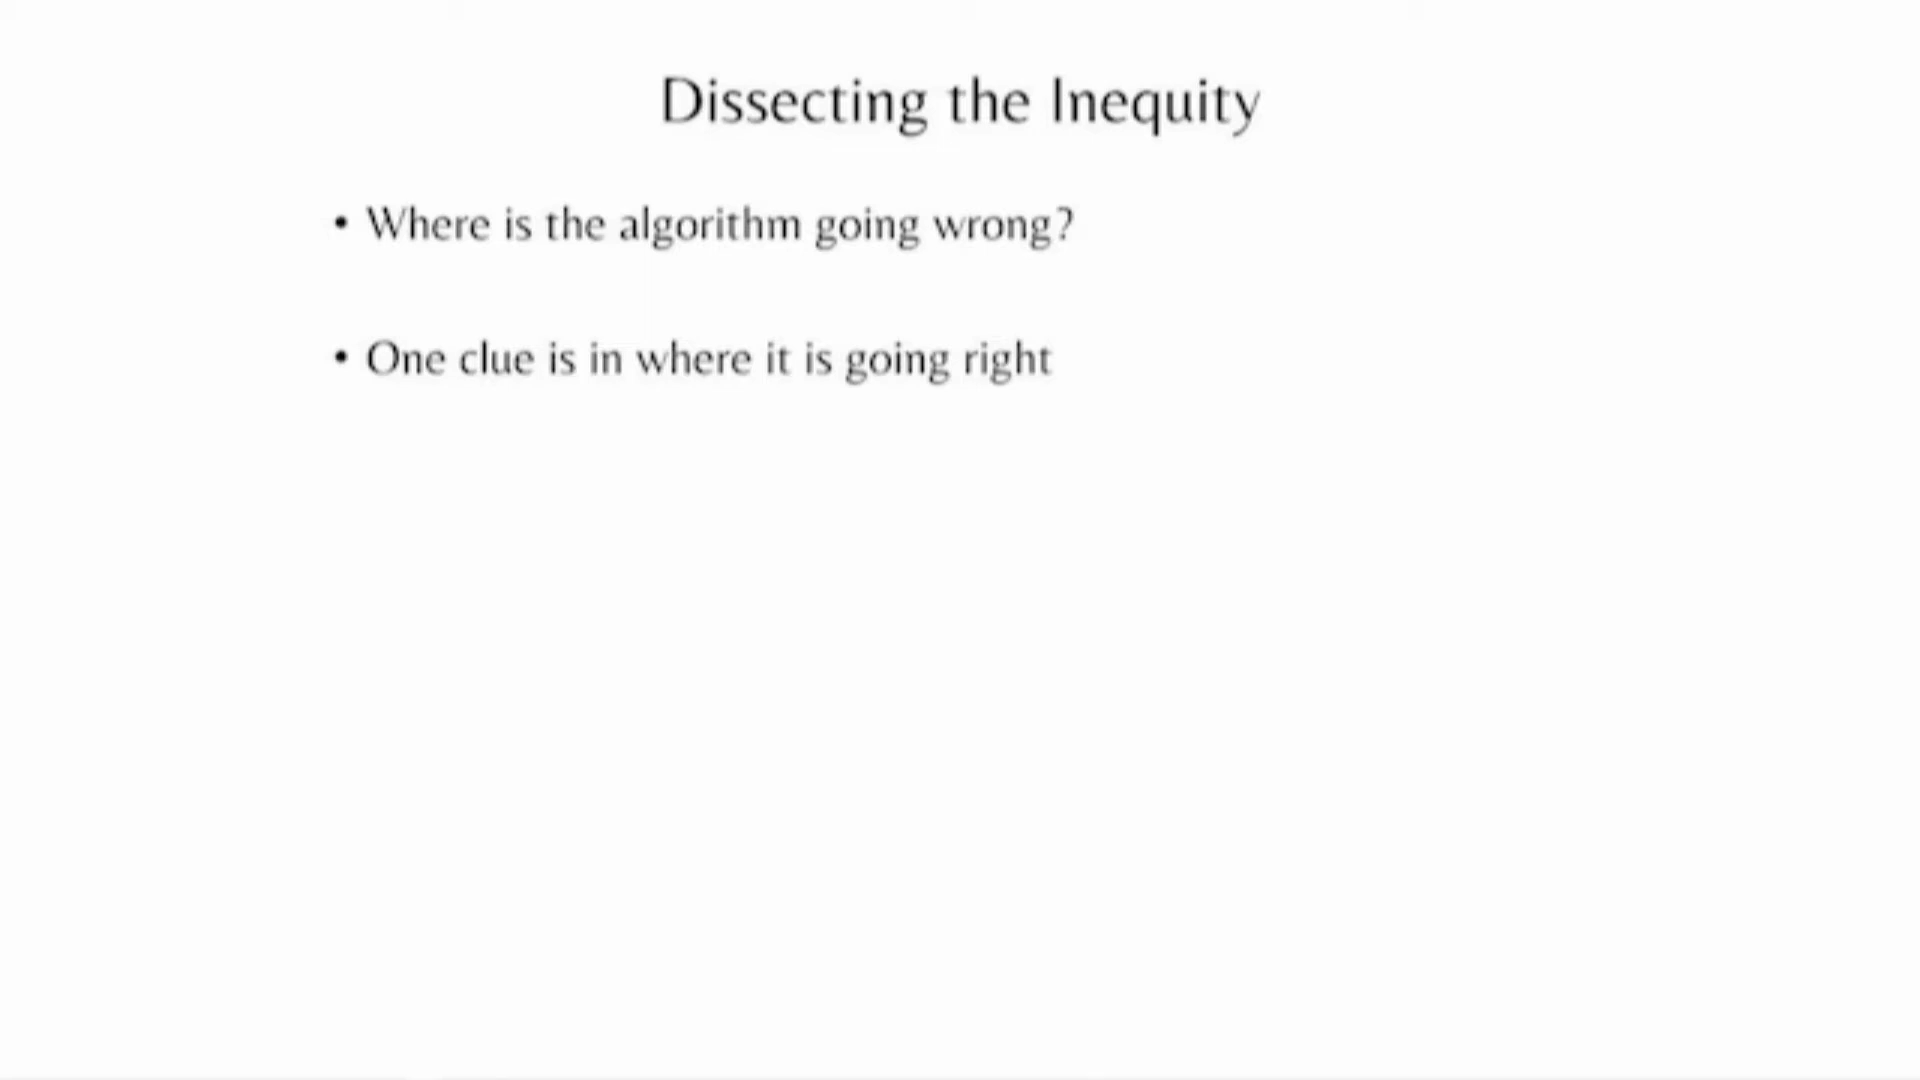 Dissecting the Inequity
• Where is the algorithm going wrong?
• One clue is in where it is going right